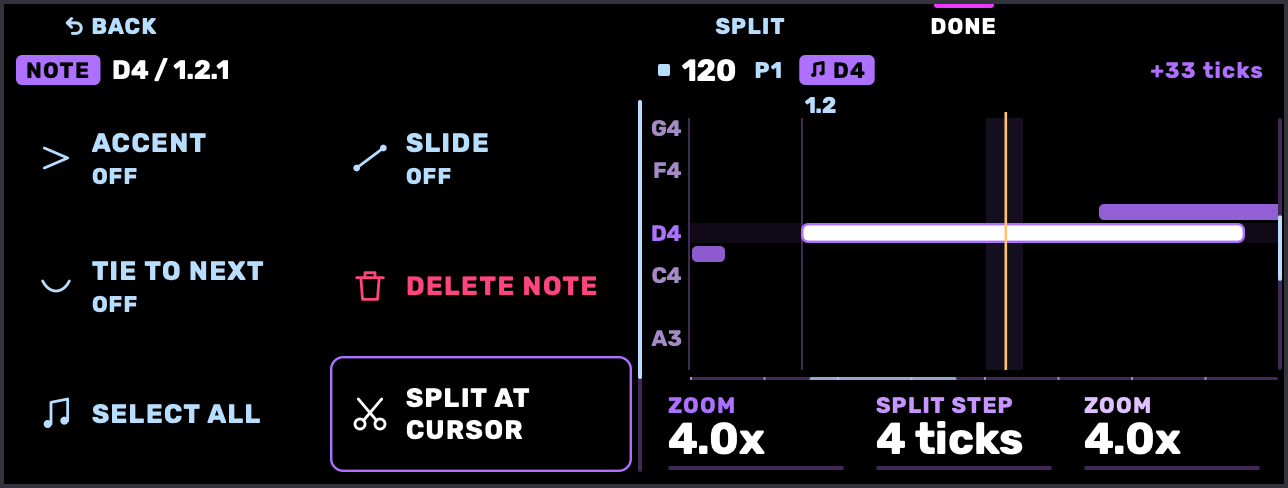 BACK
SPLIT
DONE
NOTE D4 / 1.2.1
120 P1 D4
+33 ticks
1.2
ACCENT
OFF
SLIDE
OFF
TIE TO NEXT
OFF
DELETE NOTE
SELECT ALL
SPLIT AT
CURSOR
G4
F4
D4
C4
A3
ZOOM
4.0x
SPLIT STEP
4 ticks
ZOOM
4.0x